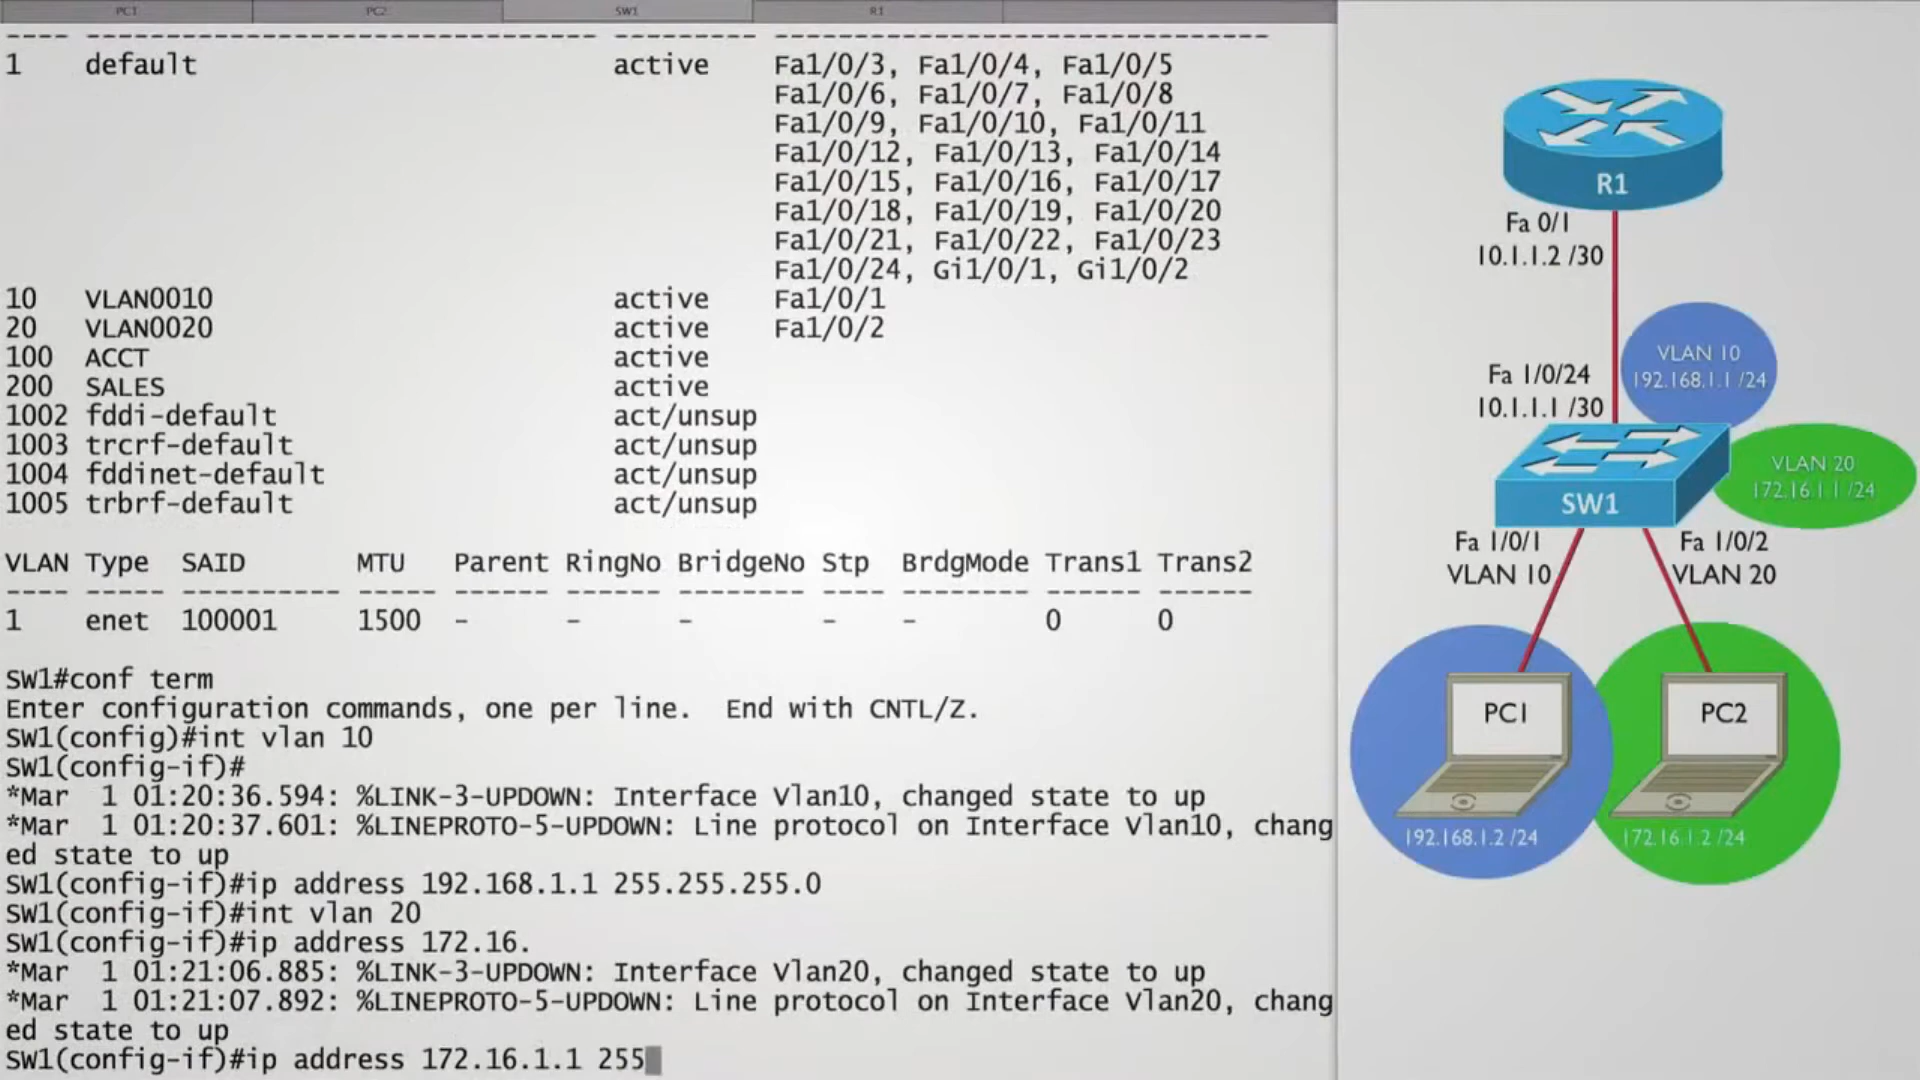 PC1 PC2 SW1 R1
---- -------------------------------- --------- -------------------------------
1 default active Fa1/0/3, Fa1/0/4, Fa1/0/5
Fa1/0/6, Fa1/0/7, Fa1/0/8
Fa1/0/9, Fa1/0/10, Fa1/0/11
Fa1/0/12, Fa1/0/13, Fa1/0/14
Fa1/0/15, Fa1/0/16, Fa1/0/17
Fa1/0/18, Fa1/0/19, Fa1/0/20
Fa1/0/21, Fa1/0/22, Fa1/0/23
Fa1/0/24, Gi1/0/1, Gi1/0/2
10 VLAN0010 active Fa1/0/1
20 VLAN0020 active Fa1/0/2
100 ACCT active
200 SALES active
1002 fddi-default act/unsup
1003 trcrf-default act/unsup
1004 fddinet-default act/unsup
1005 trbrf-default act/unsup
VLAN Type SAID MTU Parent RingNo BridgeNo Stp BrdgMode Trans1 Trans2
---- ----- ---------- ----- ------ ------ -------- ---- -------- ------ ------
1 enet 100001 1500 - - - - - 0 0
SW1#conf term
Enter configuration commands, one per line. End with CNTL/Z.
SW1(config)#int vlan 10
SW1(config-if)#
*Mar 1 01:20:36.594: %LINK-3-UPDOWN: Interface Vlan10, changed state to up
*Mar 1 01:20:37.601: %LINEPROTO-5-UPDOWN: Line protocol on Interface Vlan10, chang
ed state to up
SW1(config-if)#ip address 192.168.1.1 255.255.255.0
SW1(config-if)#int vlan 20
SW1(config-if)#ip address 172.16.
*Mar 1 01:21:06.885: %LINK-3-UPDOWN: Interface Vlan20, changed state to up
*Mar 1 01:21:07.892: %LINEPROTO-5-UPDOWN: Line protocol on Interface Vlan20, chang
ed state to up
SW1(config-if)#ip address 172.16.1.1 255
R1
Fa 0/1
10.1.1.2 /30
VLAN 10
192.168.1.1 /24
Fa 1/0/24
10.1.1.1 /30
VLAN 20
172.16.1.1 /24
SW1
Fa 1/0/1
VLAN 10
Fa 1/0/2
VLAN 20
PC1
192.168.1.2 /24
PC2
172.16.1.2 /24